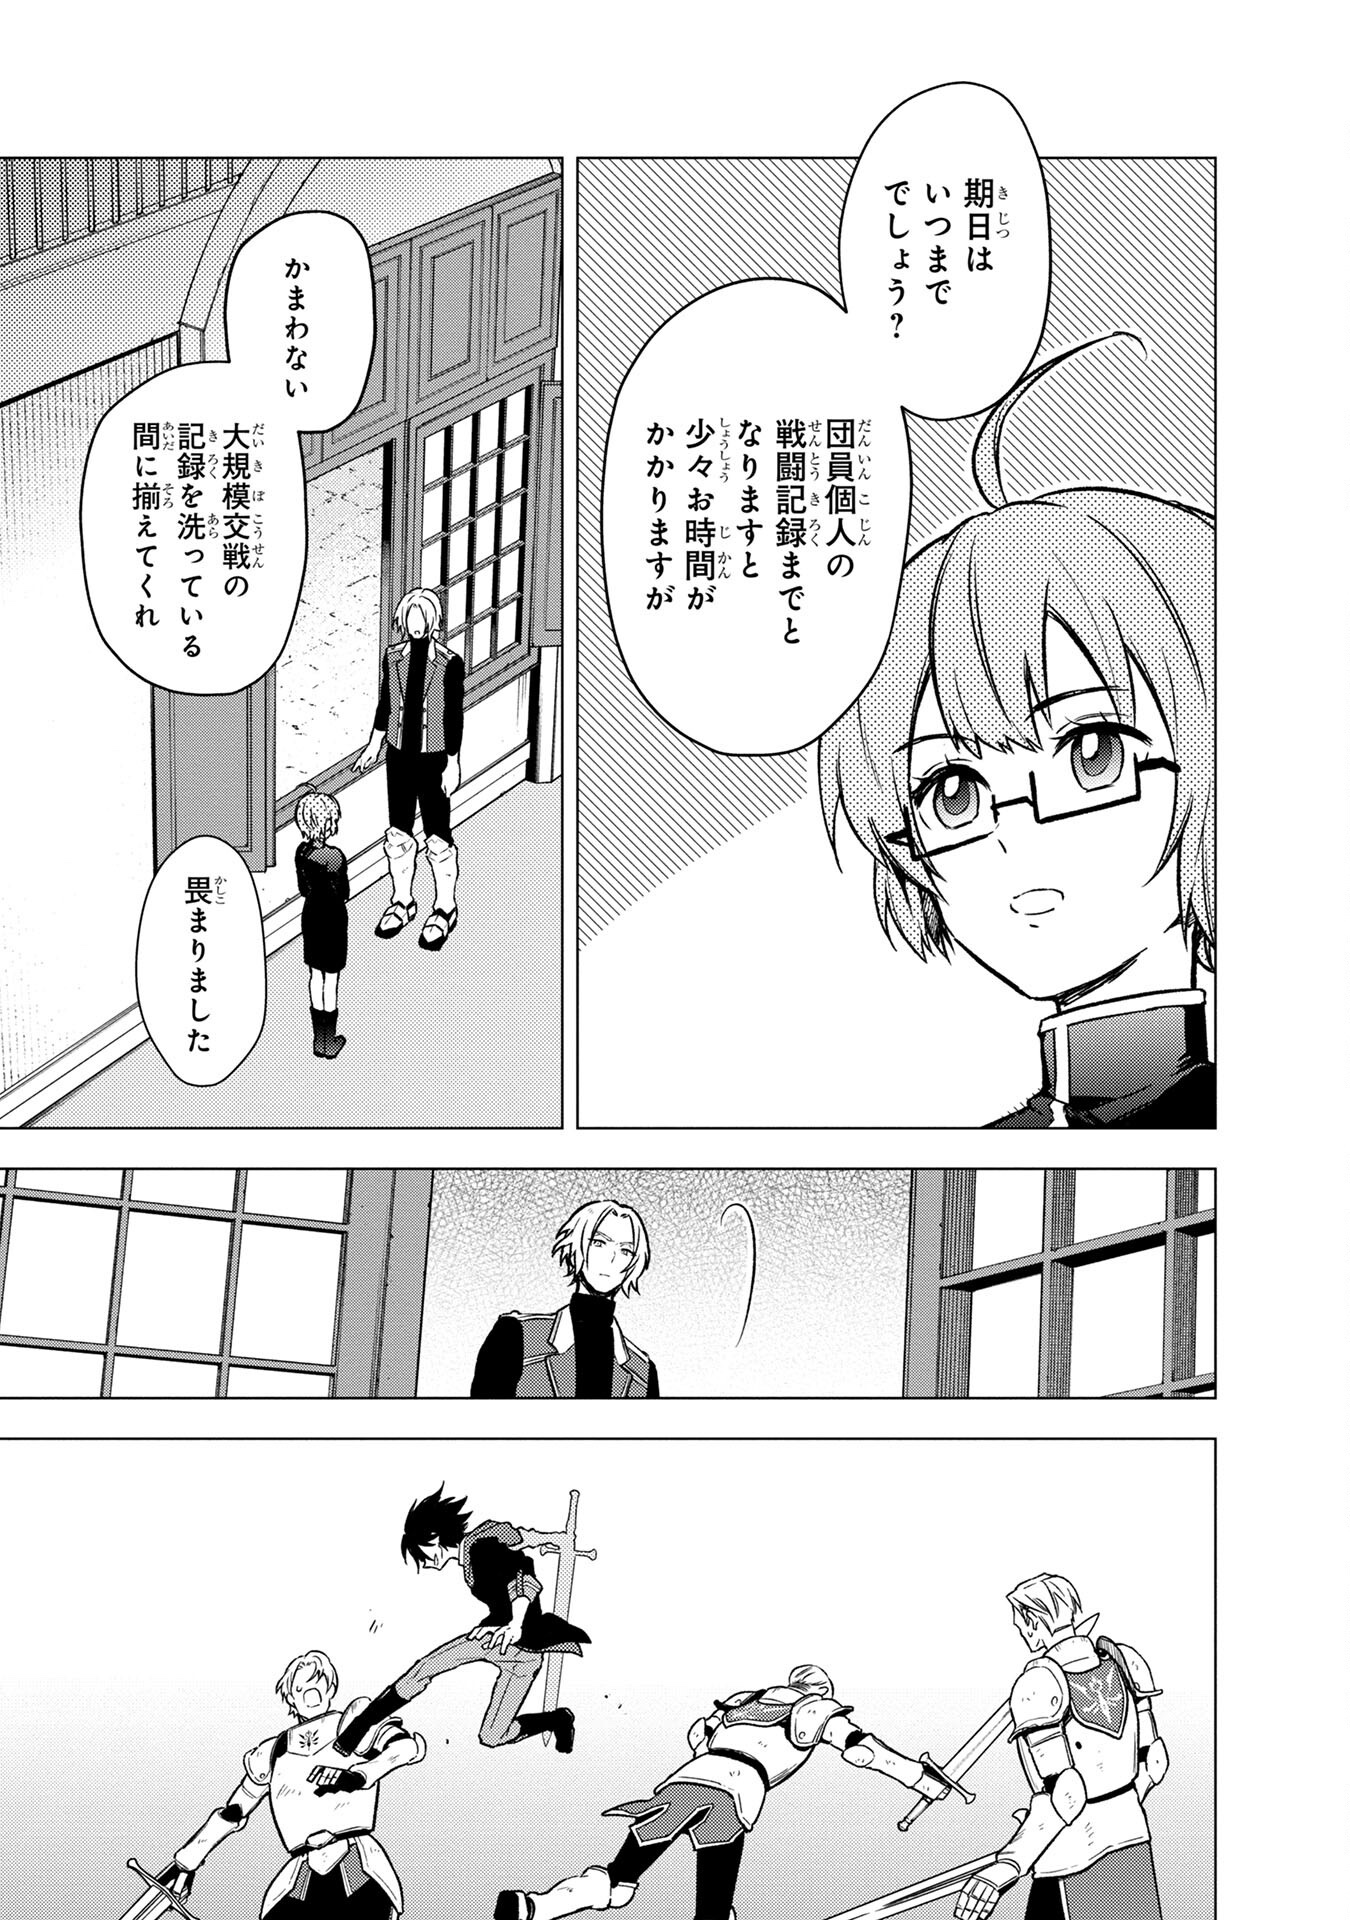 期日は
いつまで
でしょう?
団員個人の
戦闘記録までと
なりますと
少々お時間が
かかりますが
かまわない
大規模交戦の
記録を洗っている
間に揃えてくれ
畏まりました